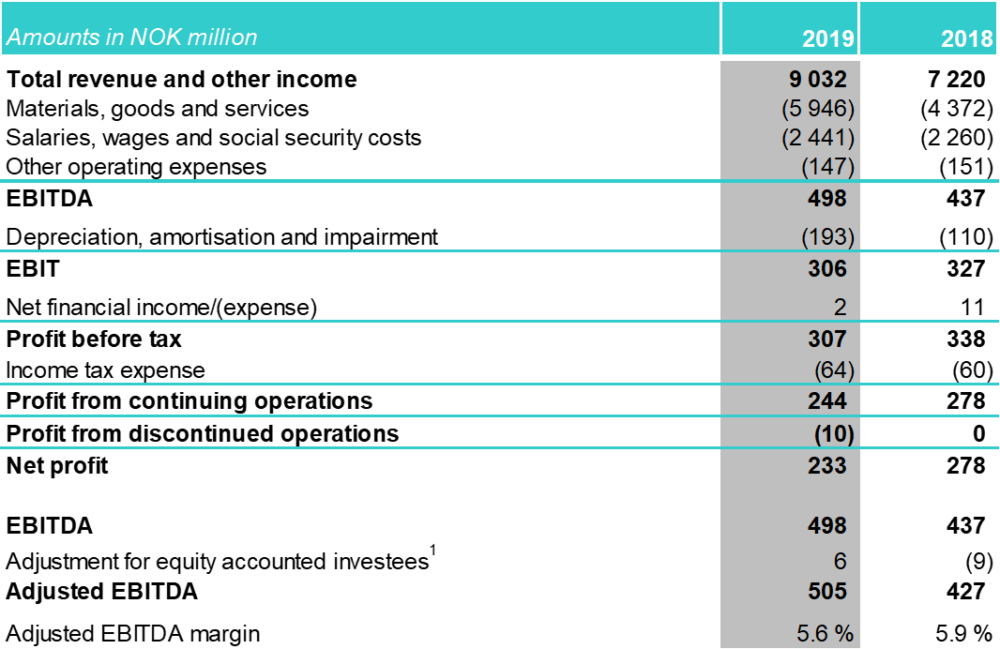 Amounts in NOK million 2019 2018
Total revenue and other income 9 032 7 220
Materials, goods and services (5 946) (4 372)
Salaries, wages and social security costs (2 441) (2 260)
Other operating expenses (147) (151)
EBITDA 498 437
Depreciation, amortisation and impairment (193) (110)
EBIT 306 327
Net financial income/(expense) 2 11
Profit before tax 307 338
Income tax expense (64) (60)
Profit from continuing operations 244 278
Profit from discontinued operations (10) 0
Net profit 233 278
EBITDA 498 437
Adjustment for equity accounted investees1 6 (9)
Adjusted EBITDA 505 427
Adjusted EBITDA margin 5.6 % 5.9 %